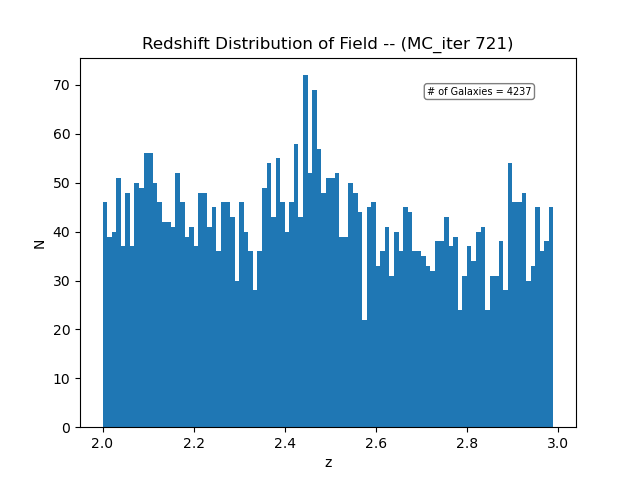 Redshift Distribution of Field -- (MC_iter 721)
# of Galaxies = 4237
N
70
60
50
40
30
20
10
0
2.0 2.2 2.4 2.6 2.8 3.0
z